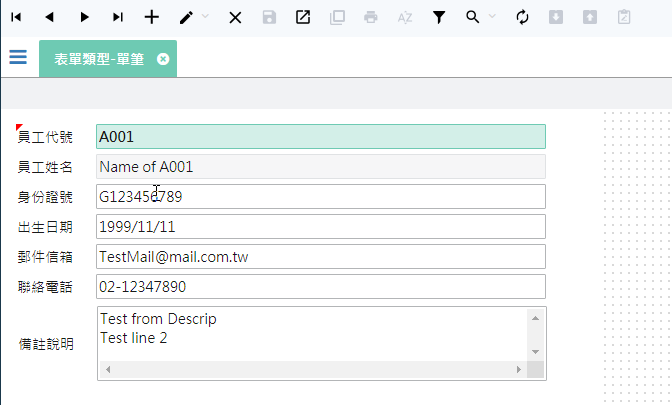 表單類型-單筆
員工代號 A001
員工姓名 Name of A001
身份證號 G123456789
出生日期 1999/11/11
郵件信箱 TestMail@mail.com.tw
聯絡電話 02-12347890
備註說明 Test from Descrip
Test line 2